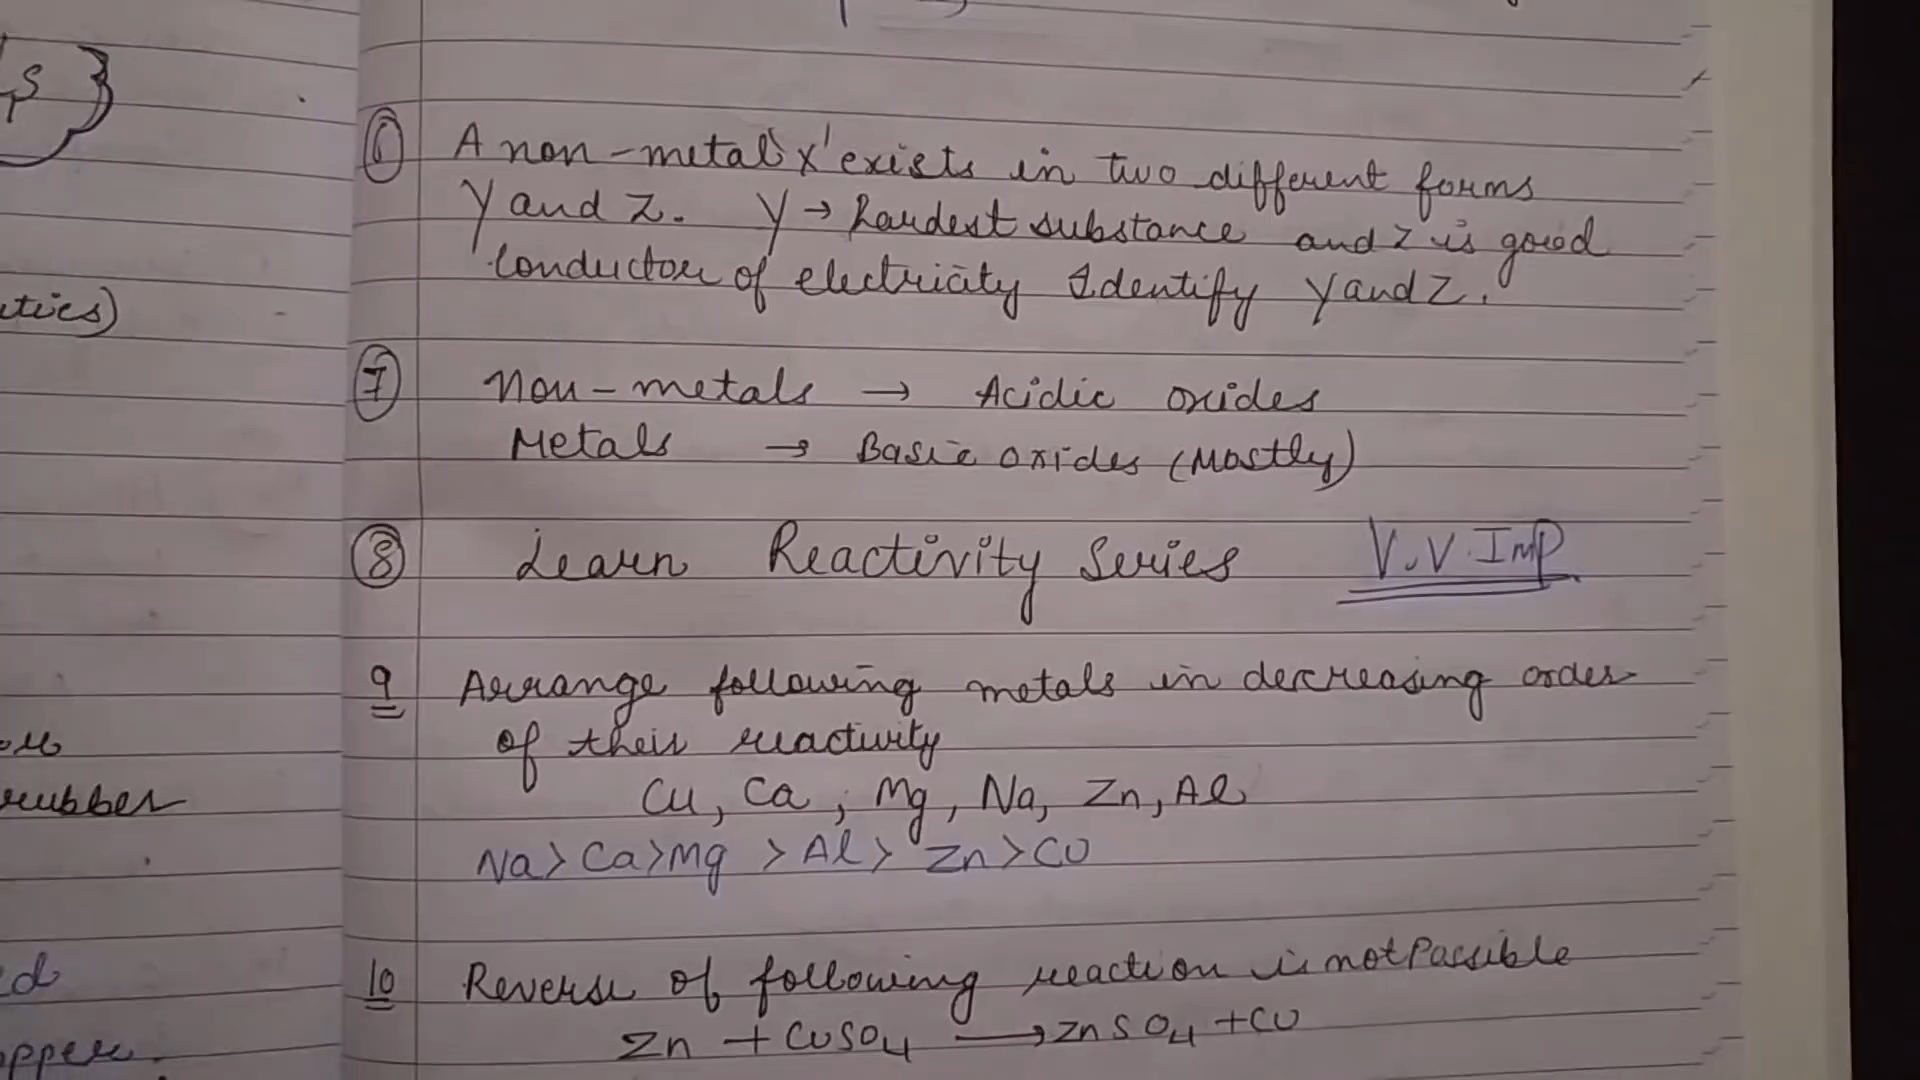 s
6 A non-metal 'x' exists in two different forms
Y and Z. Y → hardest substance and Z is good
conductor of electricity Identify Y and Z.
7 Non-metals → Acidic oxides
Metals → Basic oxides (Mostly)
8 Learn Reactivity Series V.V.Imp
9 Arrange following metals in decreasing order
of their reactivity
Cu, Ca, Mg, Na, Zn, Al
rubber
Na > Ca > Mg > Al > Zn > CU
10 Reverse of following reaction is not Possible
Zn + CuSO4 → ZnSO4 + CU